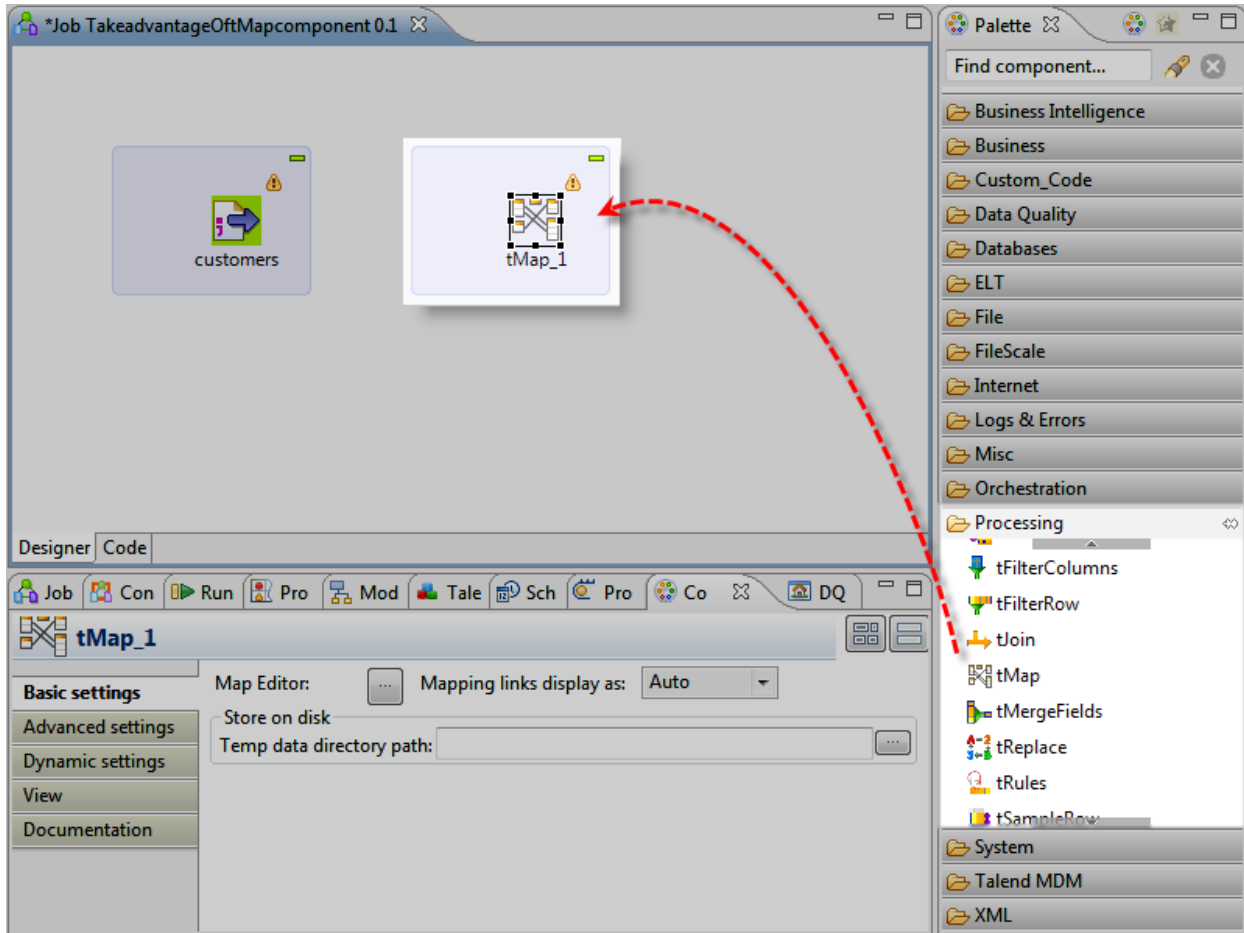 *Job TakeadvantageOftMapcomponent 0.1
customers
tMap_1
Designer
Code
Palette
Find component...
Business Intelligence
Business
Custom_Code
Data Quality
Databases
ELT
File
FileScale
Internet
Logs & Errors
Misc
Orchestration
Processing
tFilterColumns
tFilterRow
tJoin
tMap
tMergeFields
tReplace
tRules
tSampleRow
System
Talend MDM
XML
Job Con Run Pro Mod Tale Sch Pro Co DQ
tMap_1
Basic settings
Advanced settings
Dynamic settings
View
Documentation
Map Editor: ... Mapping links display as: Auto
Store on disk
Temp data directory path: ...